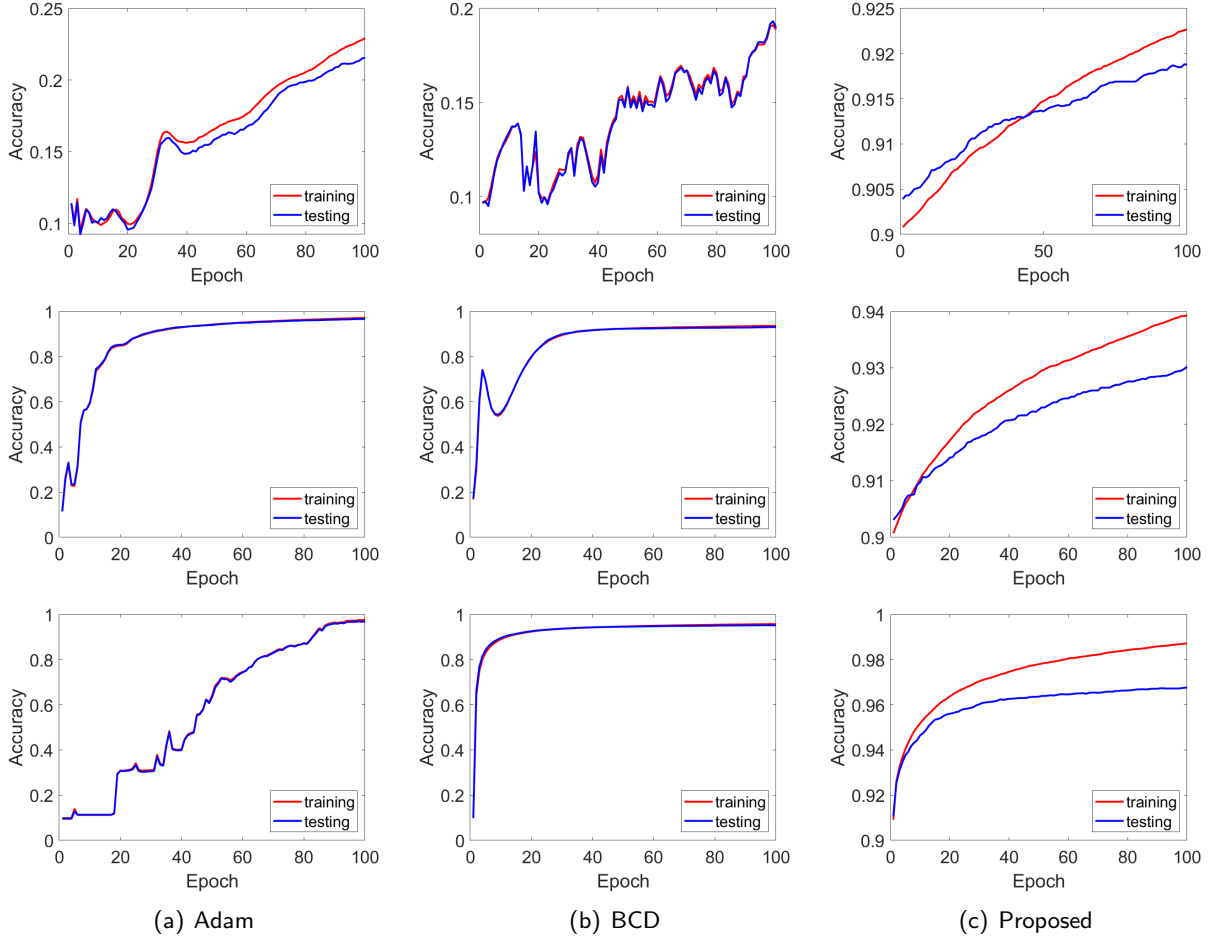 0.25
0.2
0.15
0.1
0 20 40 60 80 100
Accuracy
Epoch
training
testing
0.2
0.15
0.1
0 20 40 60 80 100
Accuracy
Epoch
training
testing
0.925
0.92
0.915
0.91
0.905
0.9
50 100
Accuracy
Epoch
training
testing
1
0.8
0.6
0.4
0.2
0
0 20 40 60 80 100
Accuracy
Epoch
training
testing
1
0.8
0.6
0.4
0.2
0
0 20 40 60 80 100
Accuracy
Epoch
training
testing
0.94
0.93
0.92
0.91
0.9
0 20 40 60 80 100
Accuracy
Epoch
training
testing
1
0.8
0.6
0.4
0.2
0
0 20 40 60 80 100
Accuracy
Epoch
training
testing
1
0.8
0.6
0.4
0.2
0
0 20 40 60 80 100
Accuracy
Epoch
training
testing
1
0.98
0.96
0.94
0.92
0.9
0 20 40 60 80 100
Accuracy
Epoch
training
testing
(a) Adam
(b) BCD
(c) Proposed